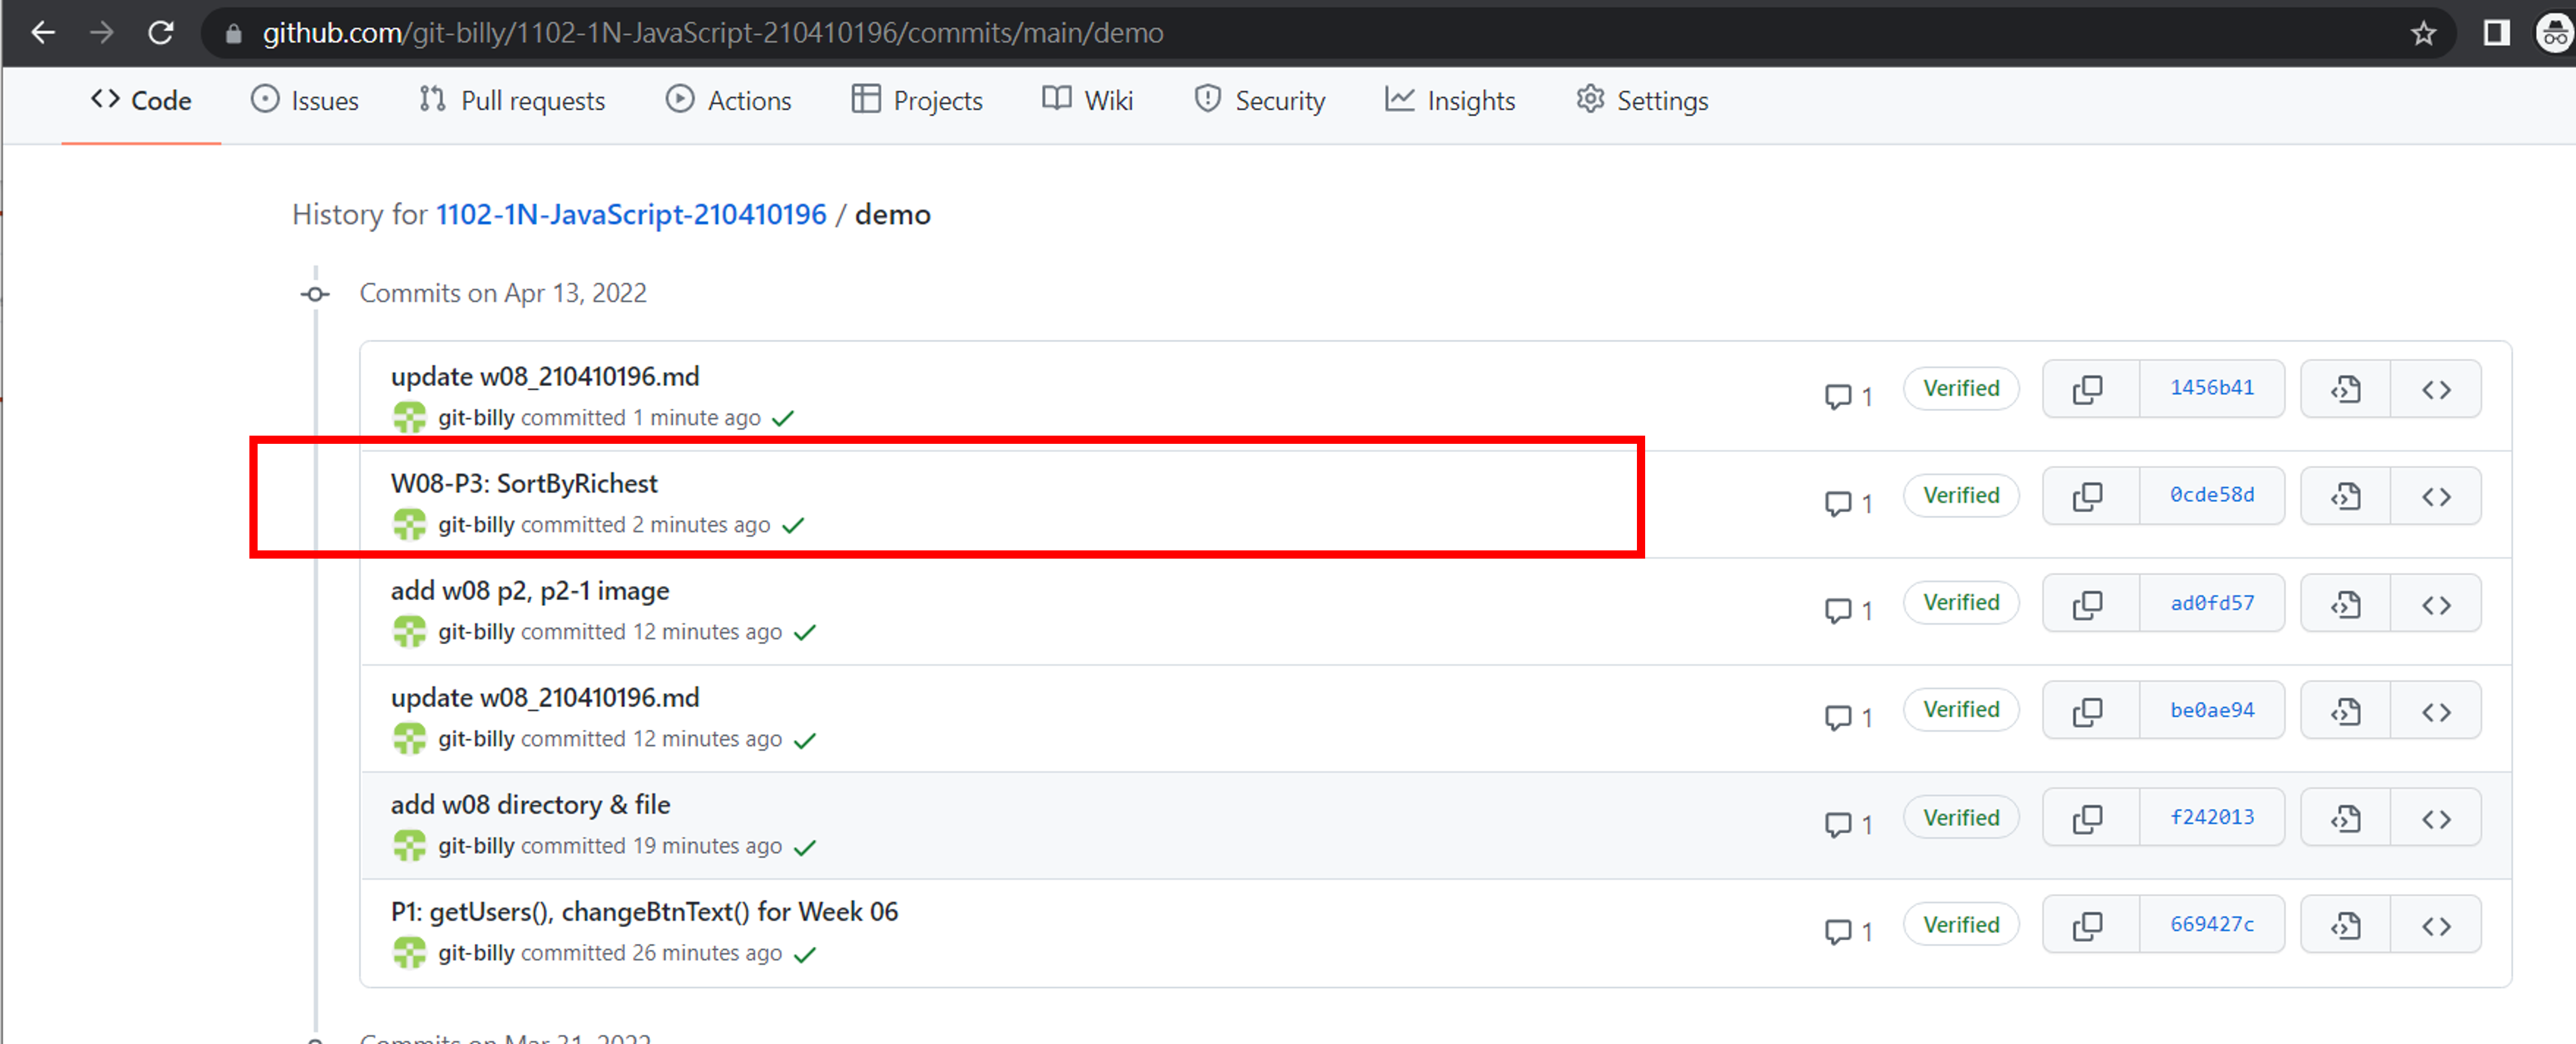 github.com/git-billy/1102-1N-JavaScript-210410196/commits/main/demo
Code Issues Pull requests Actions Projects Wiki Security Insights Settings
History for 1102-1N-JavaScript-210410196 / demo
Commits on Apr 13, 2022
update w08_210410196.md
git-billy committed 1 minute ago
1 Verified 1456b41
W08-P3: SortByRichest
git-billy committed 2 minutes ago
1 Verified 0cde58d
add w08 p2, p2-1 image
git-billy committed 12 minutes ago
1 Verified ad0fd57
update w08_210410196.md
git-billy committed 12 minutes ago
1 Verified be0ae94
add w08 directory & file
git-billy committed 19 minutes ago
1 Verified f242013
P1: getUsers(), changeBtnText() for Week 06
git-billy committed 26 minutes ago
1 Verified 669427c
Commits on Mar 31, 2022